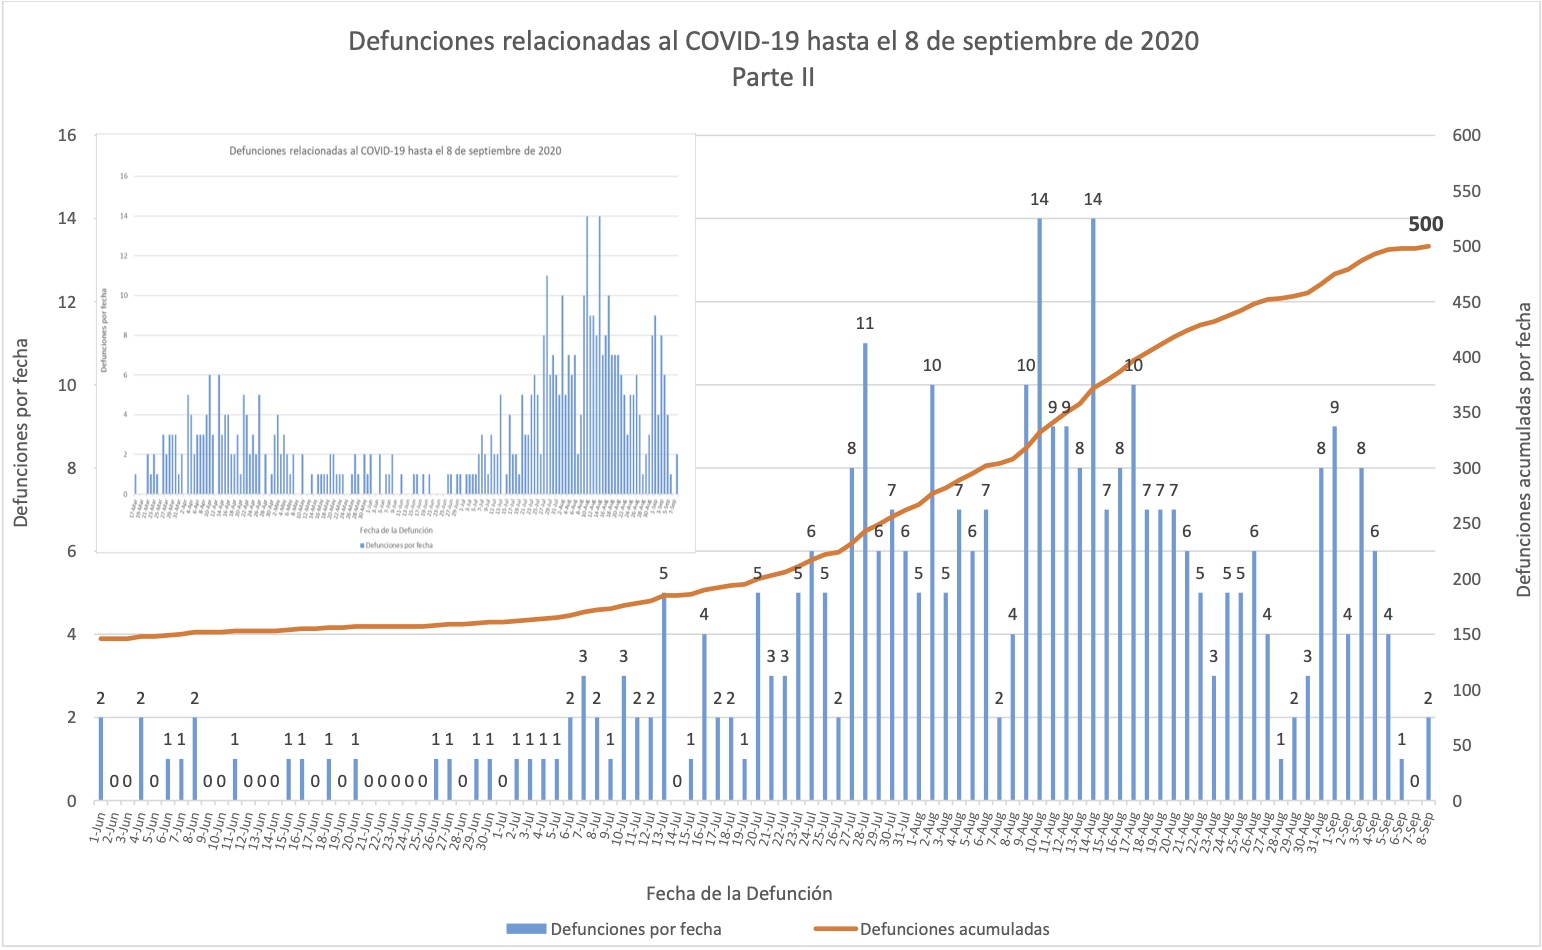 Defunciones relacionadas al COVID-19 hasta el 8 de septiembre de 2020
Parte II
Defunciones por fecha
16
14
12
10
8
6
4
2
0
Defunciones relacionadas al COVID-19 hasta el 8 de septiembre de 2020
Defunciones por fecha
16
14
12
10
8
6
4
2
0
Fecha de la Defunción
Defunciones por fecha
2 0 0 2 0 1 1 2 0 0 1 0 0 0 1 1 0 1 0 1 0 0 0 0 0 1 1 0 1 1 0 1 1 1 1 2 3 2 1 3 2 2 5 0 1 4 2 2 1 5 3 3 5 6 5 2 8 11 6 7 6 5 10 5 7 6 7 2 4 10 14 9 9 8 14 7 8 10 7 7 7 6 5 3 5 5 6 4 1 2 3 8 9 4 8 6 4 1 0 2
500
600
550
500
450
400
350
300
250
200
150
100
50
0
Defunciones acumuladas por fecha
1-Jun 2-Jun 3-Jun 4-Jun 5-Jun 6-Jun 7-Jun 8-Jun 9-Jun 10-Jun 11-Jun 12-Jun 13-Jun 14-Jun 15-Jun 16-Jun 17-Jun 18-Jun 19-Jun 20-Jun 21-Jun 22-Jun 23-Jun 24-Jun 25-Jun 26-Jun 27-Jun 28-Jun 29-Jun 30-Jun 1-Jul 2-Jul 3-Jul 4-Jul 5-Jul 6-Jul 7-Jul 8-Jul 9-Jul 10-Jul 11-Jul 12-Jul 13-Jul 14-Jul 15-Jul 16-Jul 17-Jul 18-Jul 19-Jul 20-Jul 21-Jul 22-Jul 23-Jul 24-Jul 25-Jul 26-Jul 27-Jul 28-Jul 29-Jul 30-Jul 31-Jul 1-Aug 2-Aug 3-Aug 4-Aug 5-Aug 6-Aug 7-Aug 8-Aug 9-Aug 10-Aug 11-Aug 12-Aug 13-Aug 14-Aug 15-Aug 16-Aug 17-Aug 18-Aug 19-Aug 20-Aug 21-Aug 22-Aug 23-Aug 24-Aug 25-Aug 26-Aug 27-Aug 28-Aug 29-Aug 30-Aug 31-Aug 1-Sep 2-Sep 3-Sep 4-Sep 5-Sep 6-Sep 7-Sep 8-Sep
Fecha de la Defunción
Defunciones por fecha Defunciones acumuladas